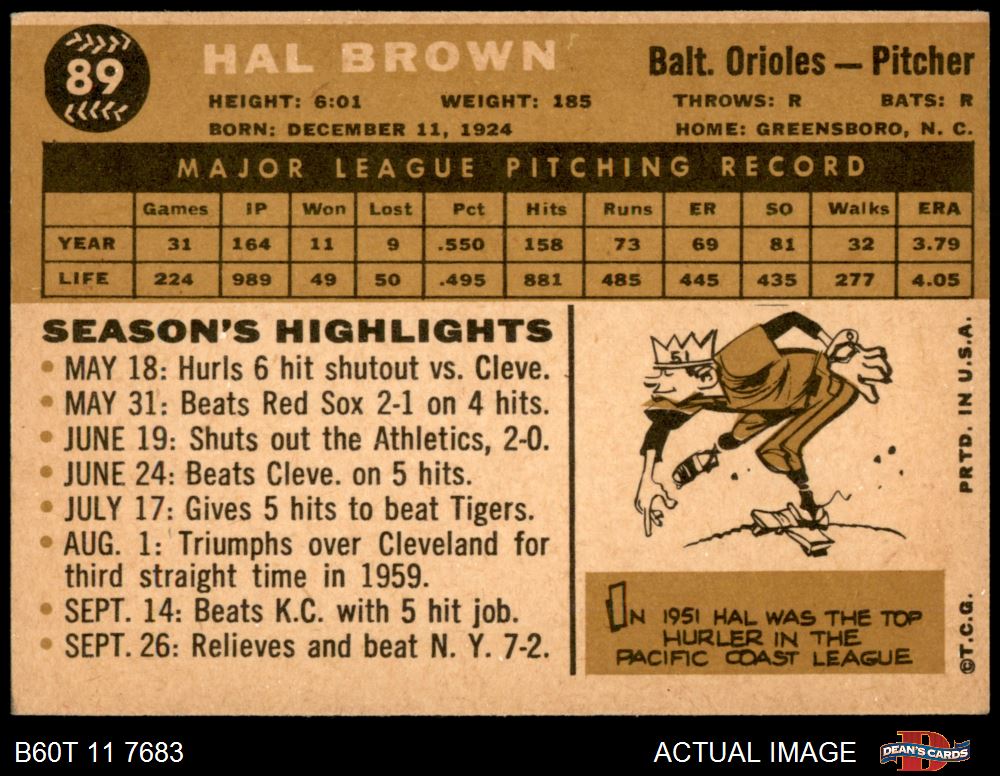 89
HAL BROWN
Balt. Orioles — Pitcher
HEIGHT: 6:01 WEIGHT: 185 THROWS: R BATS: R
BORN: DECEMBER 11, 1924 HOME: GREENSBORO, N. C.
MAJOR LEAGUE PITCHING RECORD
Games IP Won Lost Pct Hits Runs ER SO Walks ERA
YEAR 31 164 11 9 .550 158 73 69 81 32 3.79
LIFE 224 989 49 50 .495 881 485 445 435 277 4.05
SEASON'S HIGHLIGHTS
• MAY 18: Hurls 6 hit shutout vs. Cleve.
• MAY 31: Beats Red Sox 2-1 on 4 hits.
• JUNE 19: Shuts out the Athletics, 2-0.
• JUNE 24: Beats Cleve. on 5 hits.
• JULY 17: Gives 5 hits to beat Tigers.
• AUG. 1: Triumphs over Cleveland for
third straight time in 1959.
• SEPT. 14: Beats K.C. with 5 hit job.
• SEPT. 26: Relieves and beat N. Y. 7-2.
51
IN 1951 HAL WAS THE TOP
HURLER IN THE
PACIFIC COAST LEAGUE
©T.C.G. PRTD. IN U.S.A.
B60T 11 7683 ACTUAL IMAGE
D
DEAN'S CARDS